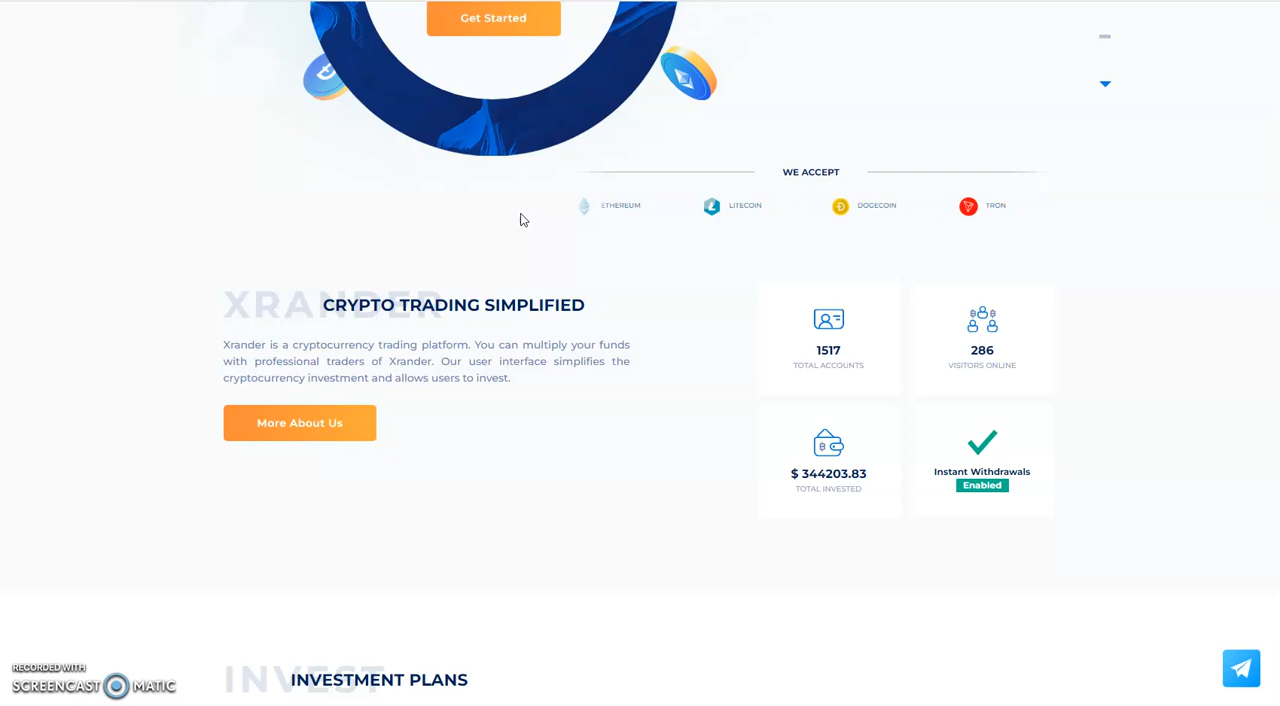 Get Started
WE ACCEPT
ETHEREUM
LITECOIN
DOGECOIN
TRON
XRANDER
CRYPTO TRADING SIMPLIFIED
Xrander is a cryptocurrency trading platform. You can multiply your funds
with professional traders of Xrander. Our user interface simplifies the
cryptocurrency investment and allows users to invest.
More About Us
1517
TOTAL ACCOUNTS
286
VISITORS ONLINE
$ 344203.83
TOTAL INVESTED
Instant Withdrawals
Enabled
INVEST
INVESTMENT PLANS
RECORDED WITH
SCREENCAST MATIC